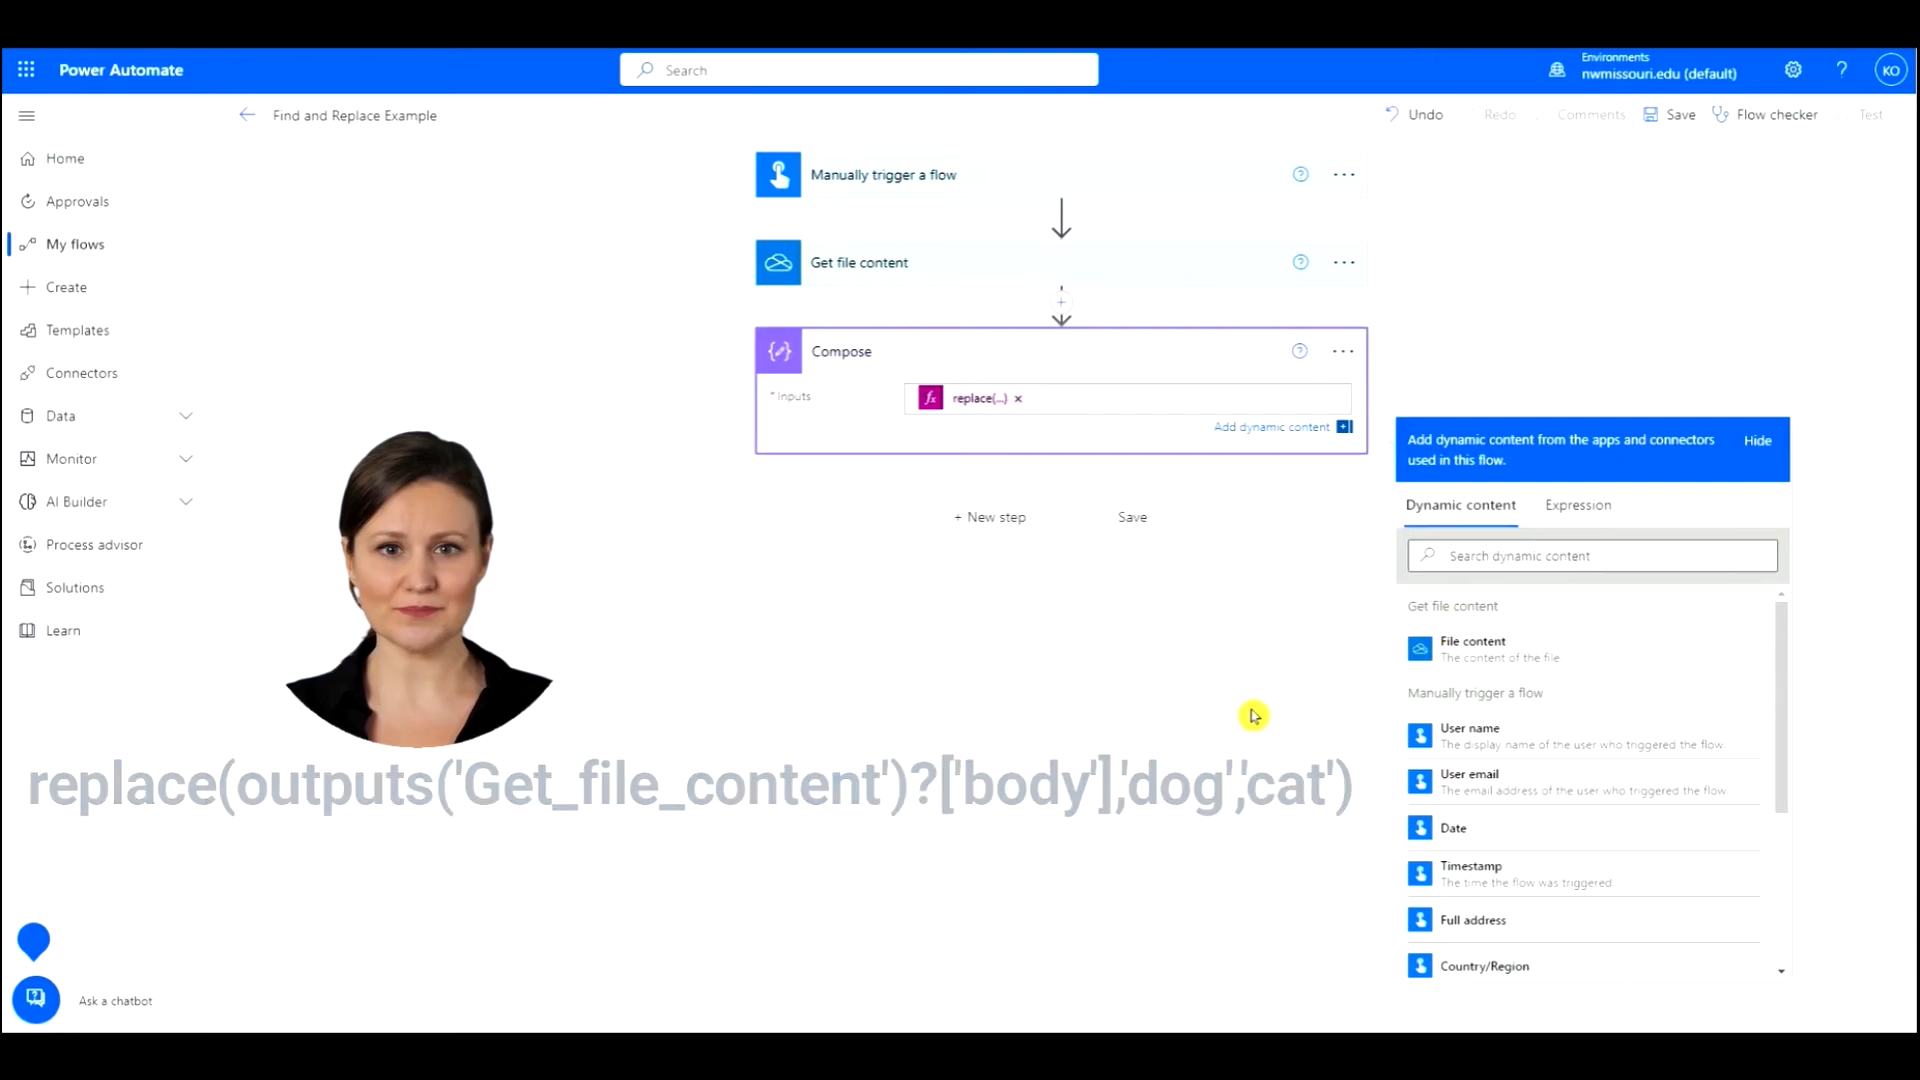 Power Automate
Search
Environments
nwmissouri.edu (default)
?
KO
Find and Replace Example
Undo
Redo
Comments
Save
Flow checker
Test
Home
Approvals
My flows
Create
Templates
Connectors
Data
Monitor
AI Builder
Process advisor
Solutions
Learn
Manually trigger a flow
?
...
Get file content
?
...
+
Compose
?
...
* Inputs
fx replace(...) ×
Add dynamic content +
+ New step
Save
Add dynamic content from the apps and connectors
used in this flow.
Hide
Dynamic content
Expression
Search dynamic content
Get file content
File content
The content of the file
Manually trigger a flow
User name
The display name of the user who triggered the flow
User email
The email address of the user who triggered the flow
Date
Timestamp
The time the flow was triggered
Full address
Country/Region
replace(outputs('Get_file_content')?['body'],'dog','cat')
Ask a chatbot